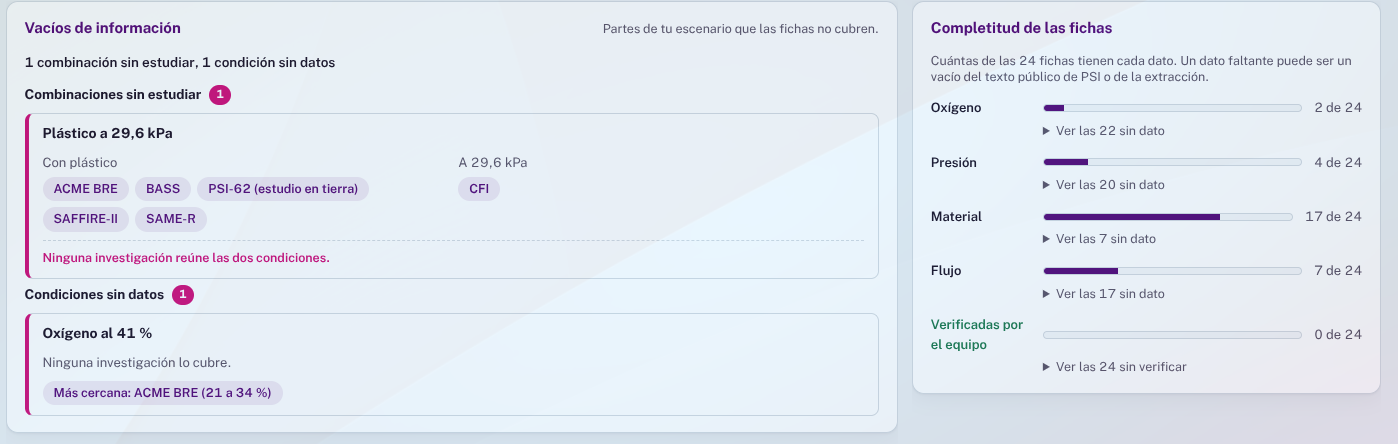 Vacíos de información
Partes de tu escenario que las fichas no cubren.
1 combinación sin estudiar, 1 condición sin datos
Combinaciones sin estudiar 1
Plástico a 29,6 kPa
Con plástico
ACME BRE BASS PSI-62 (estudio en tierra)
SAFFIRE-II SAME-R
A 29,6 kPa
CFI
Ninguna investigación reúne las dos condiciones.
Condiciones sin datos 1
Oxígeno al 41 %
Ninguna investigación lo cubre.
Más cercana: ACME BRE (21 a 34 %)
Completitud de las fichas
Cuántas de las 24 fichas tienen cada dato. Un dato faltante puede ser un
vacío del texto público de PSI o de la extracción.
Oxígeno 2 de 24
Ver las 22 sin dato
Presión 4 de 24
Ver las 20 sin dato
Material 17 de 24
Ver las 7 sin dato
Flujo 7 de 24
Ver las 17 sin dato
Verificadas por
el equipo 0 de 24
Ver las 24 sin verificar